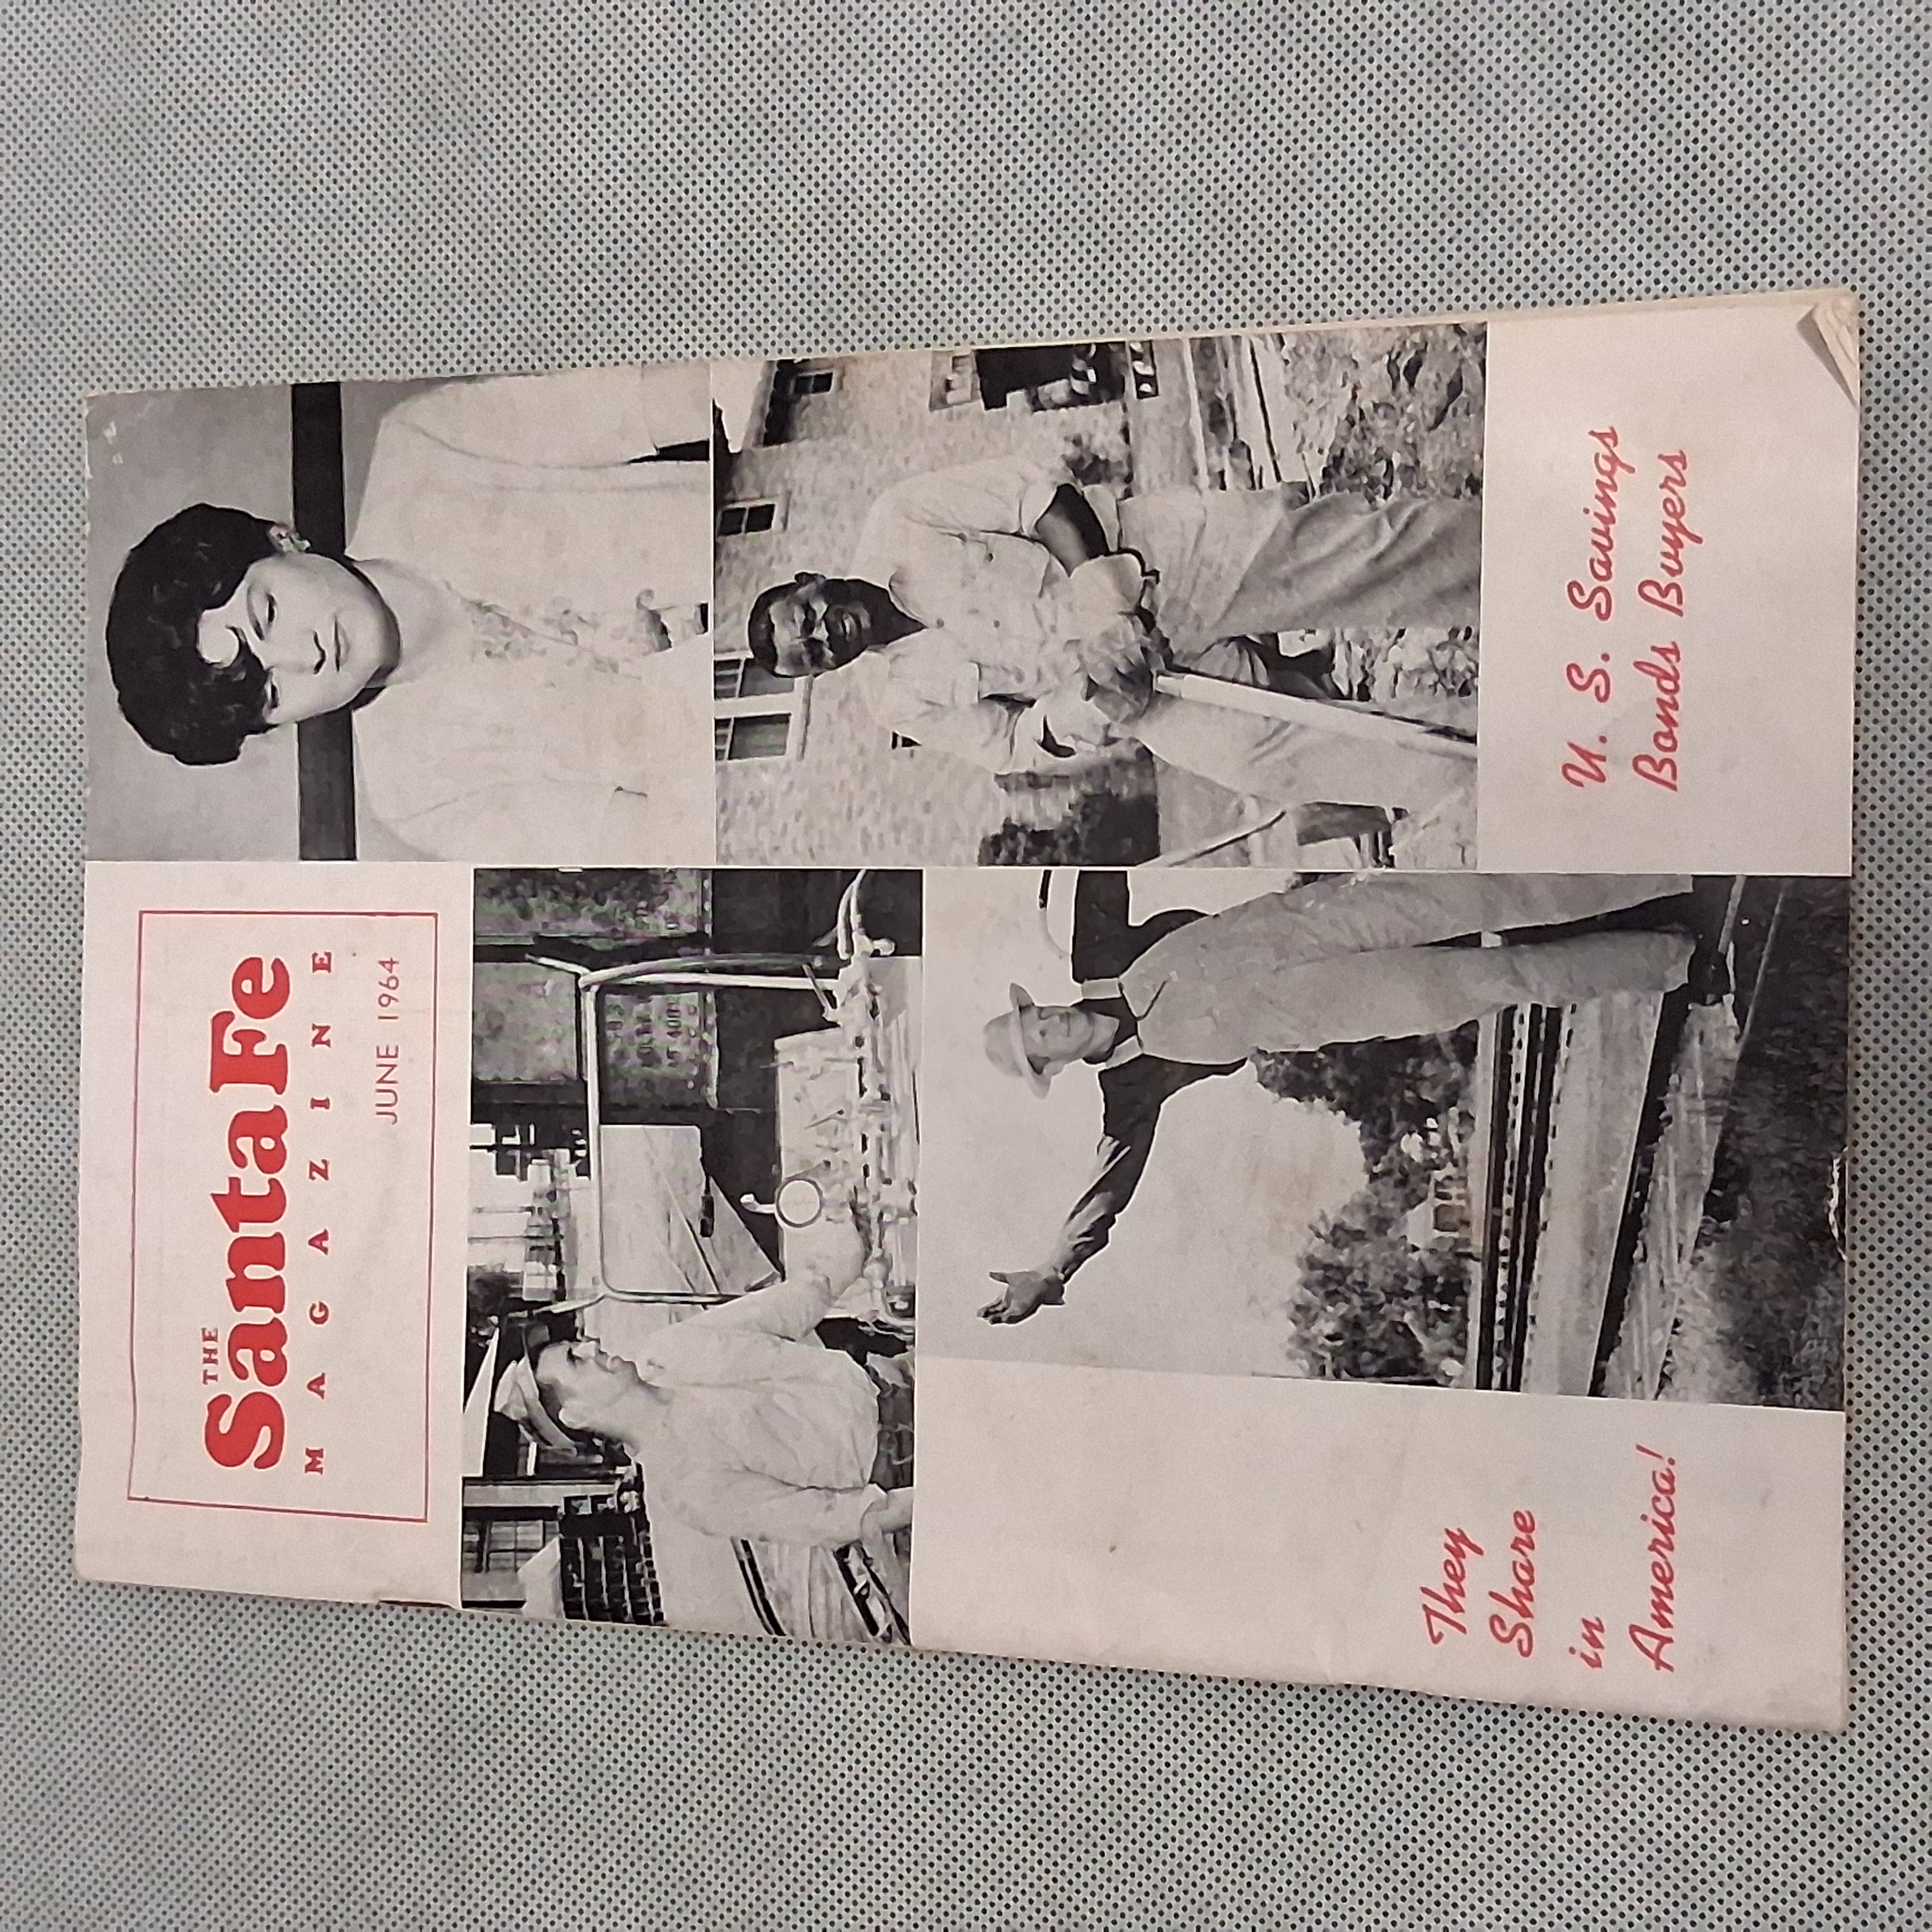 THE
Santa Fe
MAGAZINE
JUNE 1964
They
Share
in
America!
U. S. Savings
Bonds Buyers